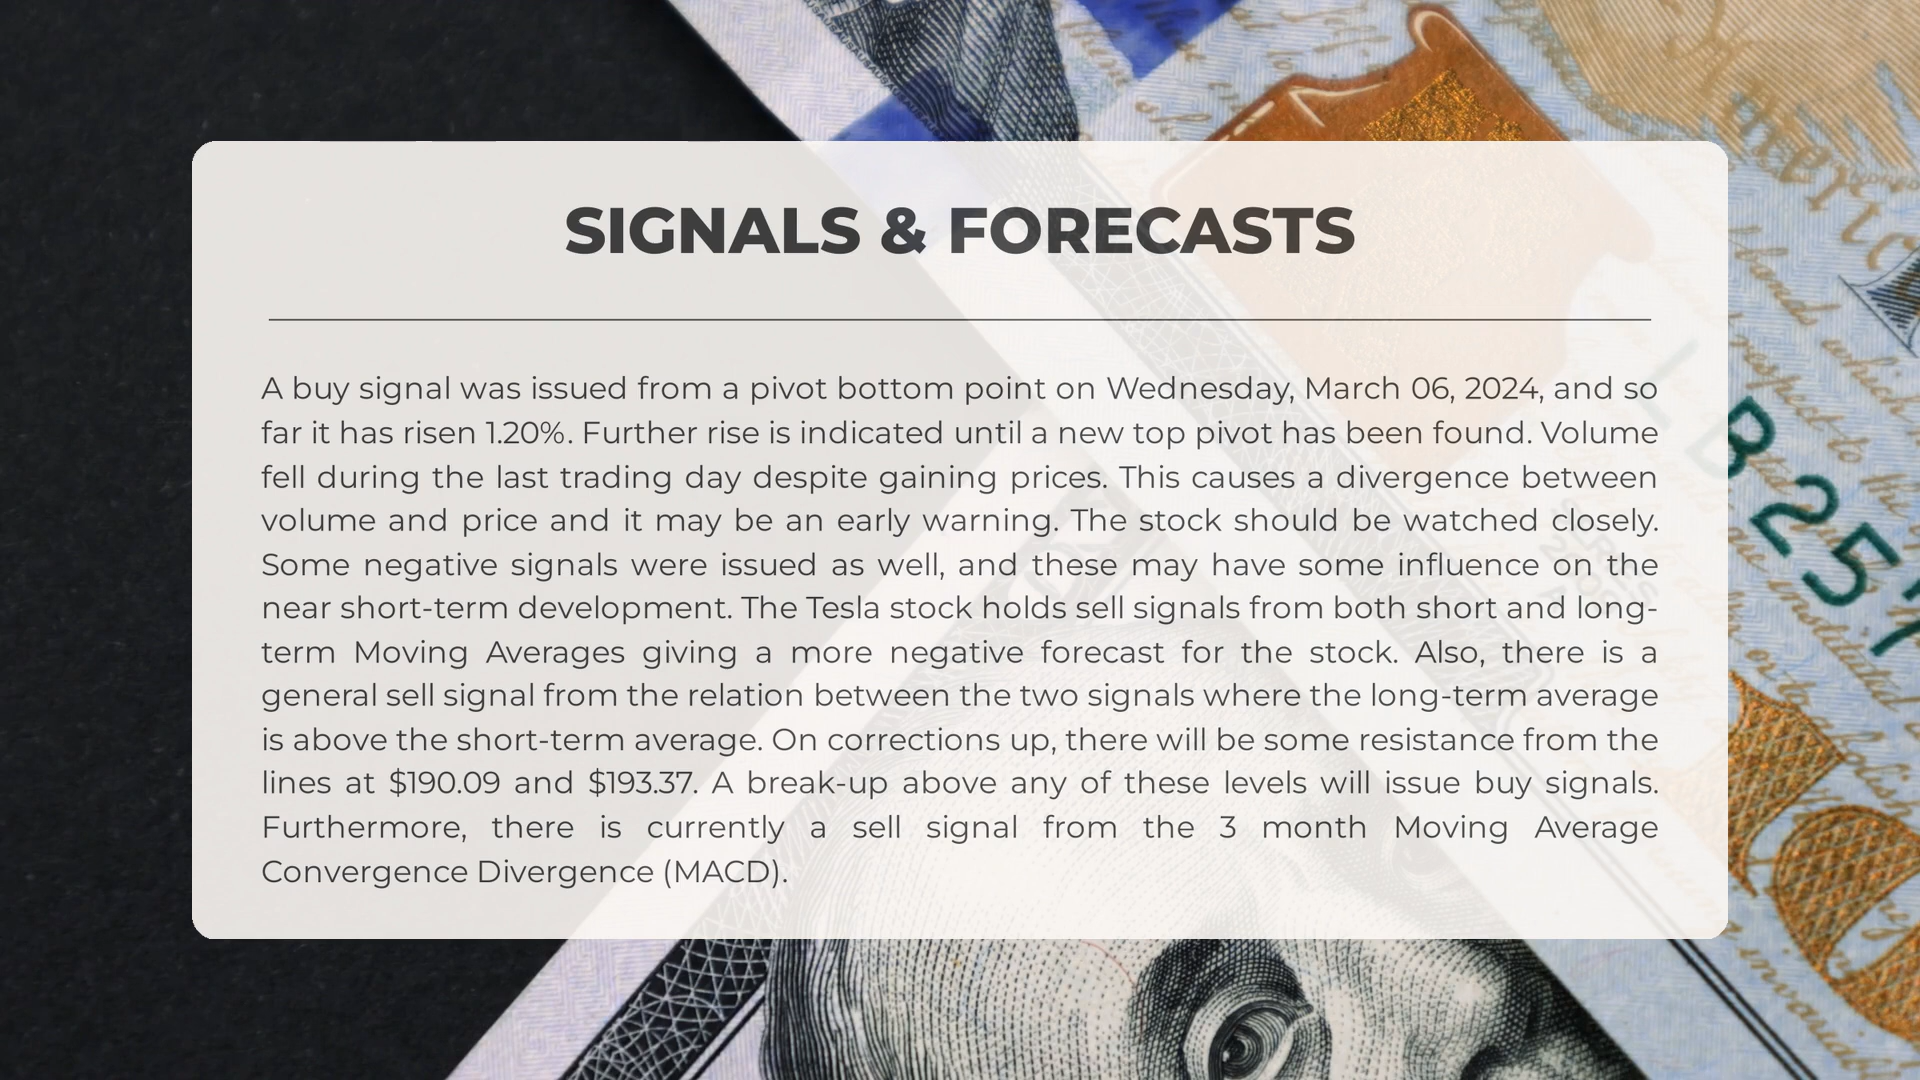 SIGNALS & FORECASTS
A buy signal was issued from a pivot bottom point on Wednesday, March 06, 2024, and so
far it has risen 1.20%. Further rise is indicated until a new top pivot has been found. Volume
fell during the last trading day despite gaining prices. This causes a divergence between
volume and price and it may be an early warning. The stock should be watched closely.
Some negative signals were issued as well, and these may have some influence on the
near short-term development. The Tesla stock holds sell signals from both short and long-
term Moving Averages giving a more negative forecast for the stock. Also, there is a
general sell signal from the relation between the two signals where the long-term average
is above the short-term average. On corrections up, there will be some resistance from the
lines at $190.09 and $193.37. A break-up above any of these levels will issue buy signals.
Furthermore, there is currently a sell signal from the 3 month Moving Average
Convergence Divergence (MACD).
LB257